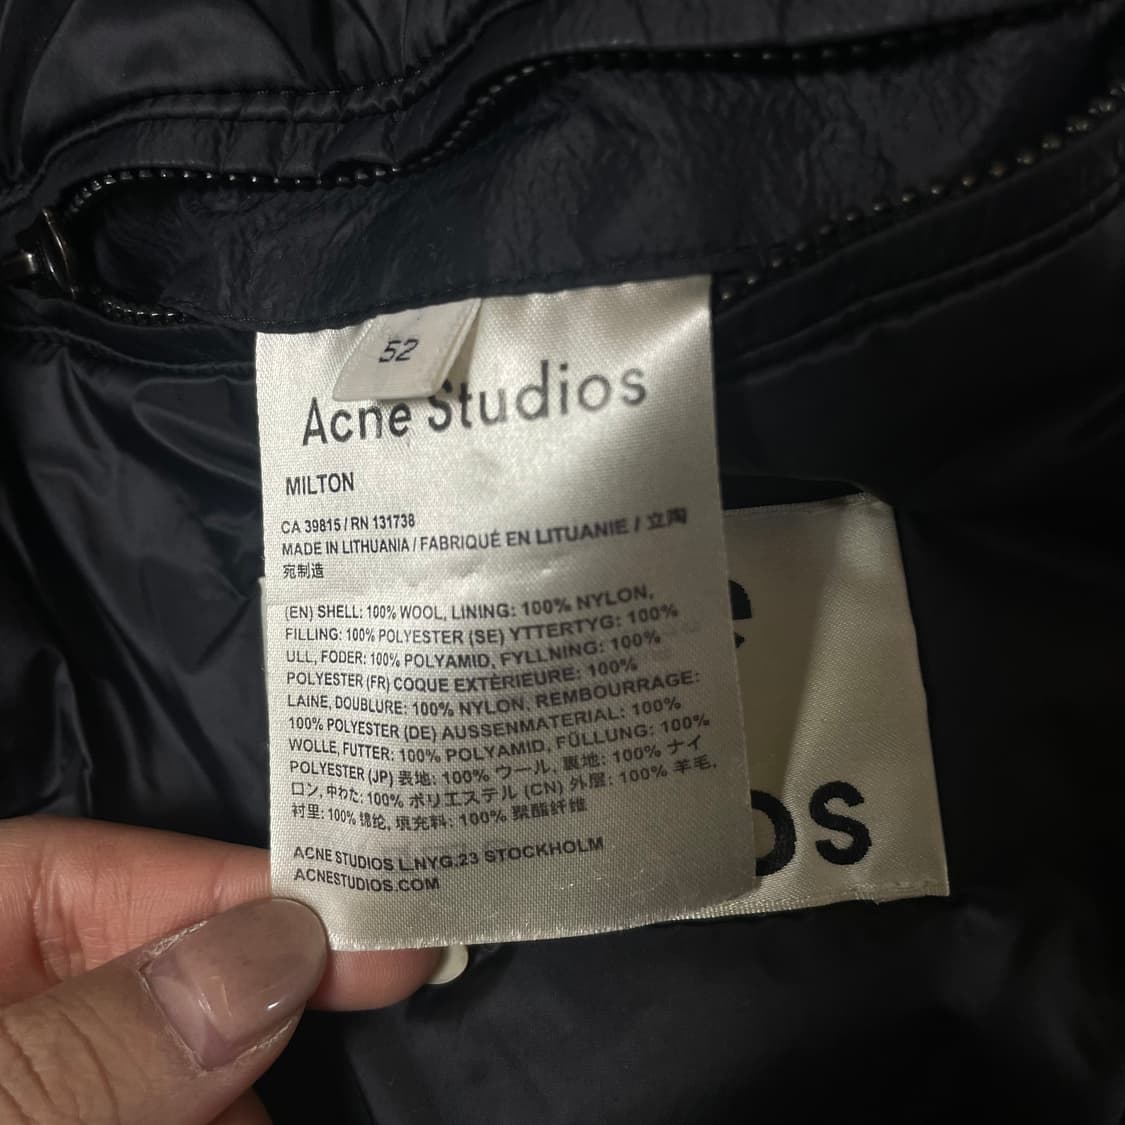 52
Acne Studios
MILTON
CA 39815 / RN 131738
MADE IN LITHUANIA / FABRIQUÉ EN LITUANIE / 立陶
宛制造
(EN) SHELL: 100% WOOL, LINING: 100% NYLON,
FILLING: 100% POLYESTER (SE) YTTERTYG: 100%
ULL, FODER: 100% POLYAMID, FYLLNING: 100%
POLYESTER (FR) COQUE EXTÈRIEURE: 100%
LAINE, DOUBLURE: 100% NYLON, REMBOURRAGE:
100% POLYESTER (DE) AUSSENMATERIAL: 100%
WOLLE, FUTTER: 100% POLYAMID, FÜLLUNG: 100%
POLYESTER (JP) 表地: 100% ウール, 裏地: 100% ナイ
ロン, 中わた: 100% ポリエステル (CN) 外层: 100% 羊毛,
衬里: 100% 锦纶, 填充料: 100% 聚酯纤维
ACNE STUDIOS L.NYG.23 STOCKHOLM
ACNESTUDIOS.COM
e
os